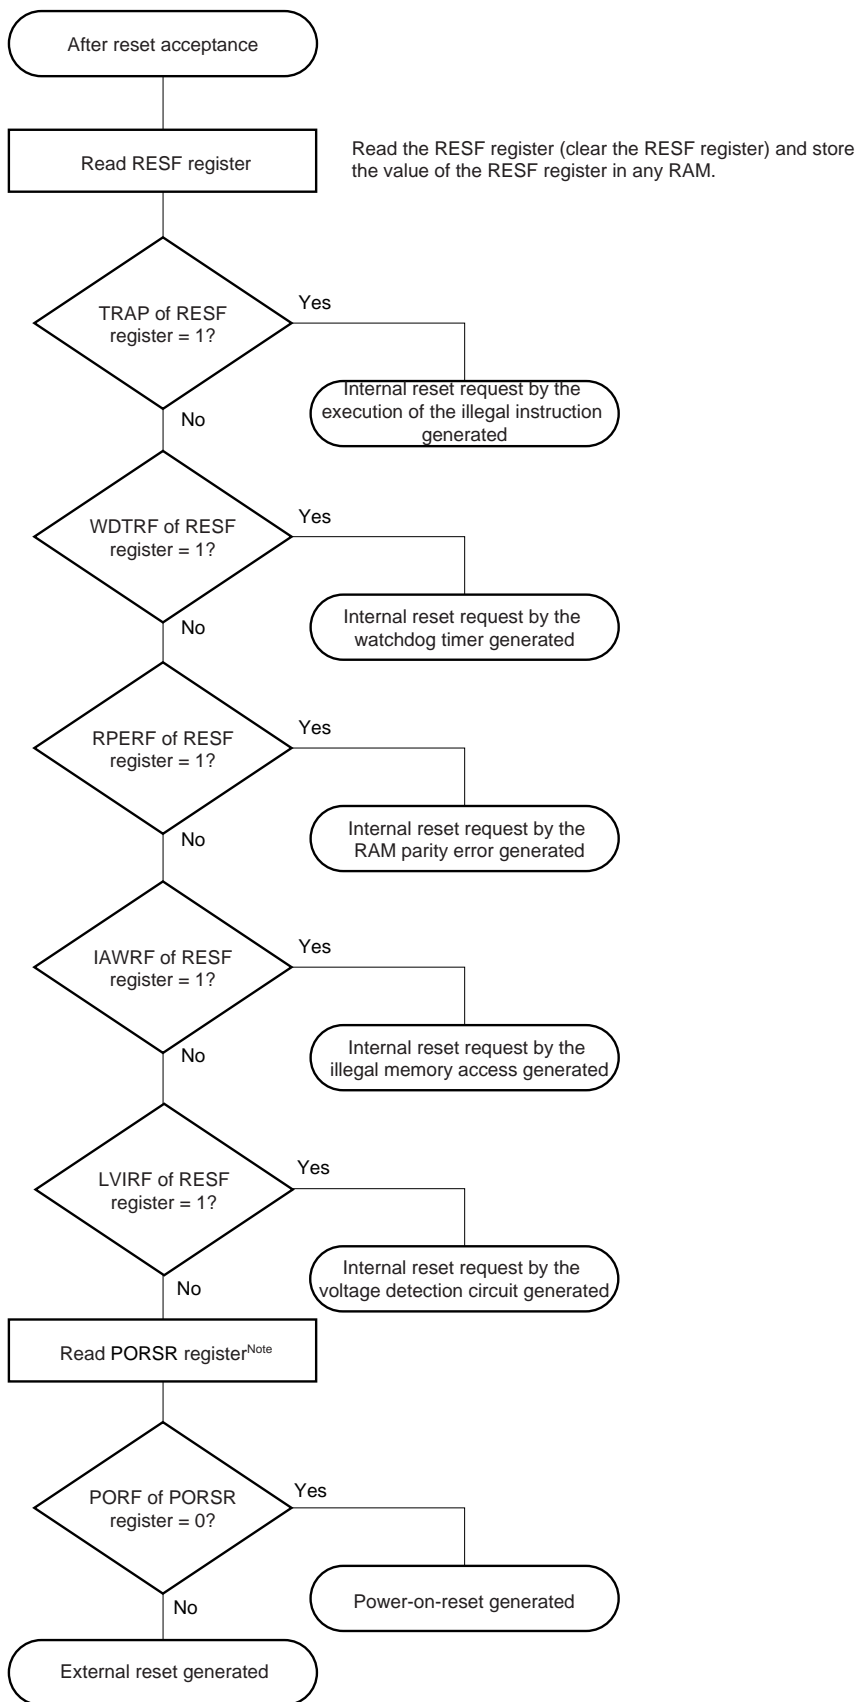 After reset acceptance
Read RESF register
Read the RESF register (clear the RESF register) and store
the value of the RESF register in any RAM.
TRAP of RESF
register = 1?
Yes
Internal reset request by the
execution of the illegal instruction
generated
No
WDTRF of RESF
register = 1?
Yes
Internal reset request by the
watchdog timer generated
No
RPERF of RESF
register = 1?
Yes
Internal reset request by the
RAM parity error generated
No
IAWRF of RESF
register = 1?
Yes
Internal reset request by the
illegal memory access generated
No
LVIRF of RESF
register = 1?
Yes
Internal reset request by the
voltage detection circuit generated
No
Read PORSR registerNote
PORF of PORSR
register = 0?
Yes
Power-on-reset generated
No
External reset generated